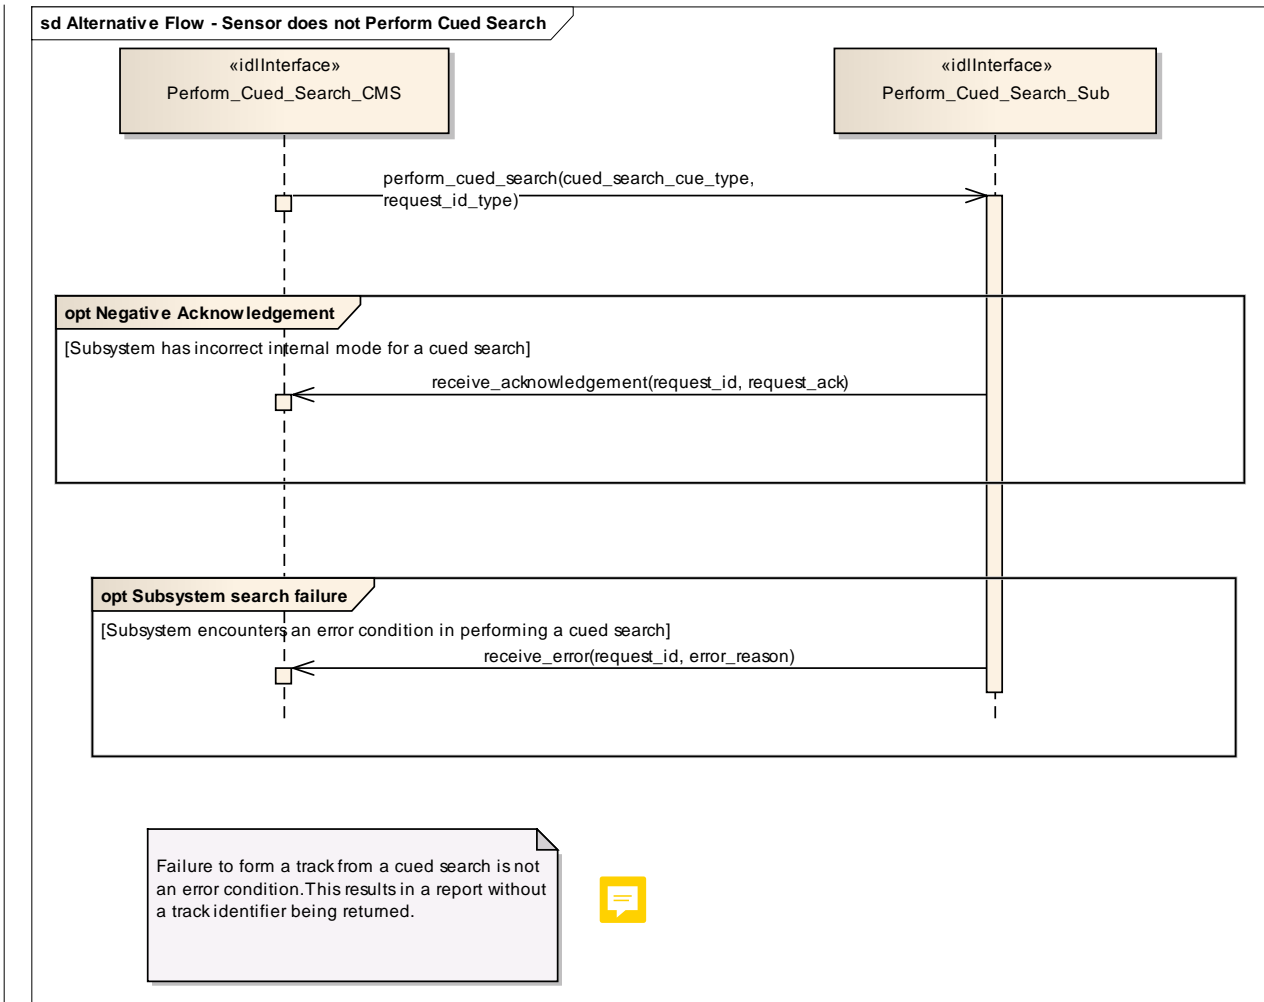 sd Alternative Flow - Sensor does not Perform Cued Search
«idlInterface»
Perform_Cued_Search_CMS
«idlInterface»
Perform_Cued_Search_Sub
perform_cued_search(cued_search_cue_type,
request_id_type)
opt Negative Acknowledgement
[Subsystem has incorrect internal mode for a cued search]
receive_acknowledgement(request_id, request_ack)
opt Subsystem search failure
[Subsystem encounters an error condition in performing a cued search]
receive_error(request_id, error_reason)
Failure to form a track from a cued search is not
an error condition.This results in a report without
a track identifier being returned.